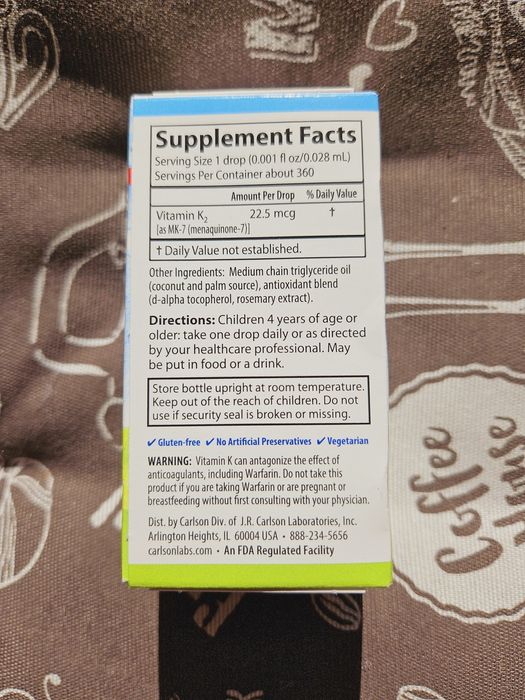 Supplement Facts
Serving Size 1 drop (0.001 fl oz/0.028 mL)
Servings Per Container about 360
Amount Per Drop % Daily Value
Vitamin K₂ 22.5 mcg †
[as MK-7 (menaquinone-7)]
† Daily Value not established.
Other Ingredients: Medium chain triglyceride oil
(coconut and palm source), antioxidant blend
(d-alpha tocopherol, rosemary extract).
Directions: Children 4 years of age or
older: take one drop daily or as directed
by your healthcare professional. May
be put in food or a drink.
Store bottle upright at room temperature.
Keep out of the reach of children. Do not
use if security seal is broken or missing.
✓ Gluten-free ✓ No Artificial Preservatives ✓ Vegetarian
WARNING: Vitamin K can antagonize the effect of
anticoagulants, including Warfarin. Do not take this
product if you are taking Warfarin or are pregnant or
breastfeeding without first consulting with your physician.
Dist. by Carlson Div. of J.R. Carlson Laboratories, Inc.
Arlington Heights, IL 60004 USA • 888-234-5656
carlsonlabs.com • An FDA Regulated Facility
Coffee